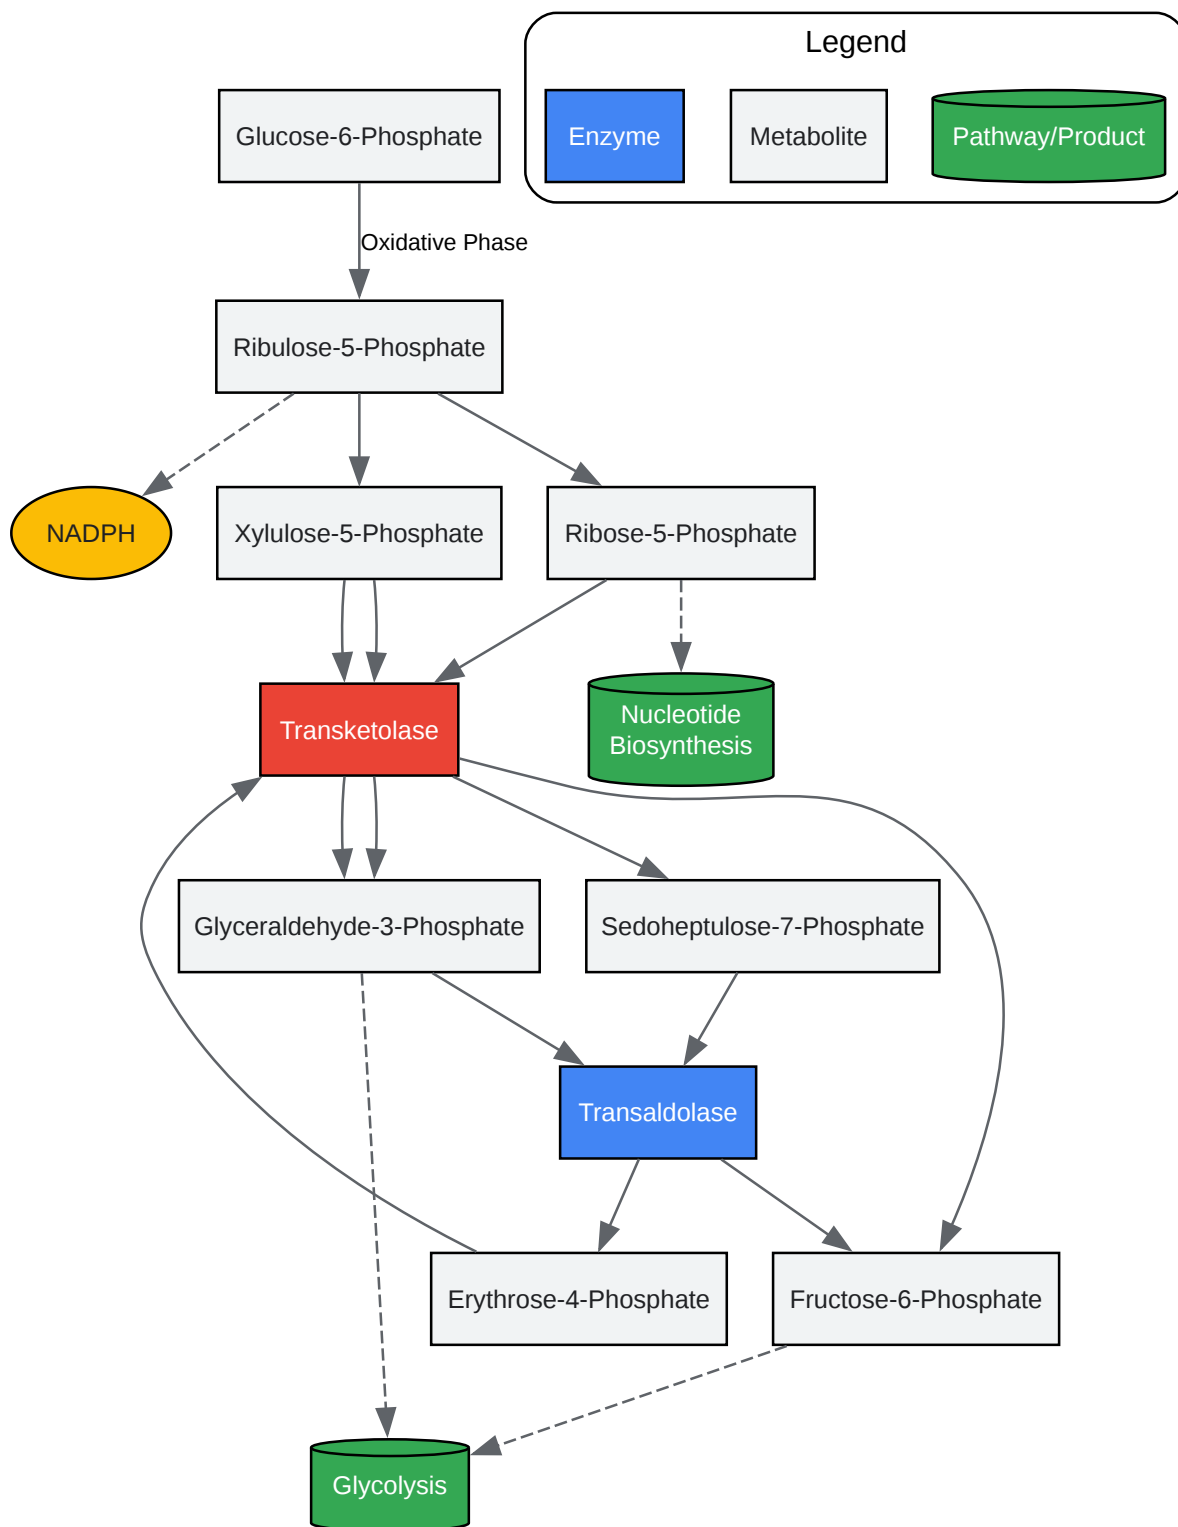 Legend
Glucose-6-Phosphate
Enzyme
Metabolite
Pathway/Product
Oxidative Phase
Ribulose-5-Phosphate
NADPH
Xylulose-5-Phosphate
Ribose-5-Phosphate
Transketolase
Nucleotide
Biosynthesis
Glyceraldehyde-3-Phosphate
Sedoheptulose-7-Phosphate
Transaldolase
Erythrose-4-Phosphate
Fructose-6-Phosphate
Glycolysis